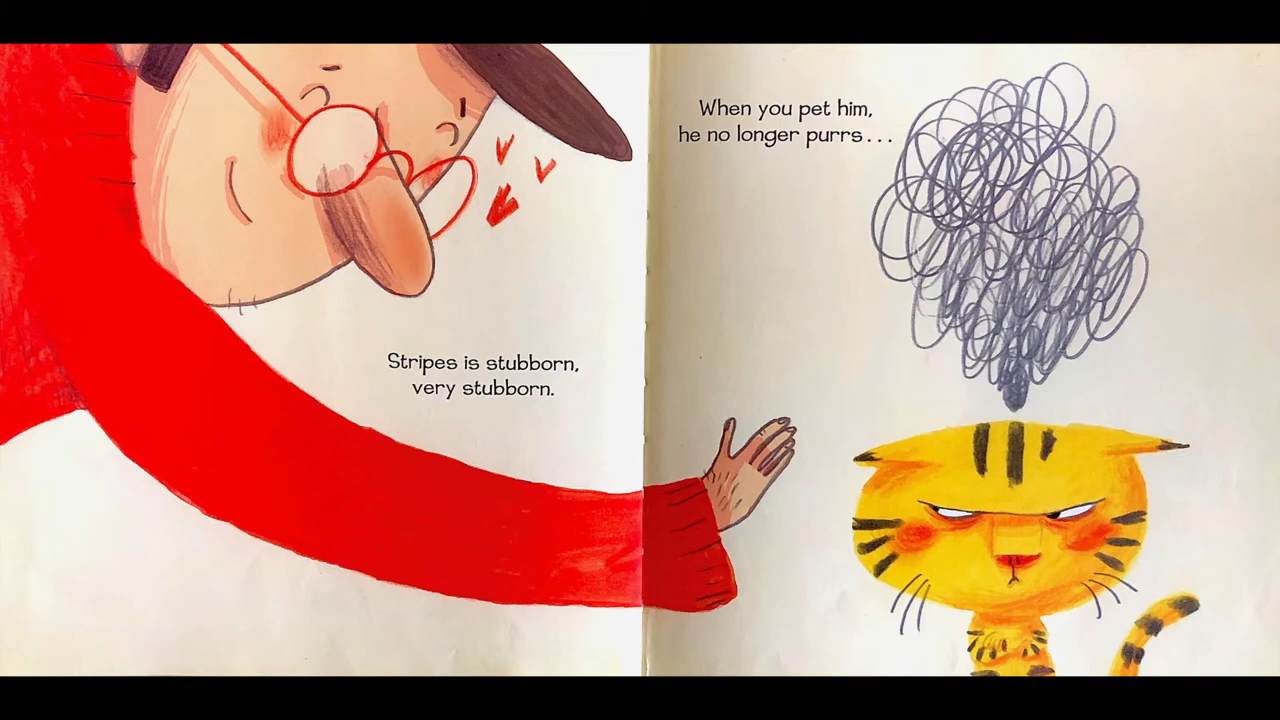 Stripes is stubborn,
very stubborn.
When you pet him,
he no longer purrs...